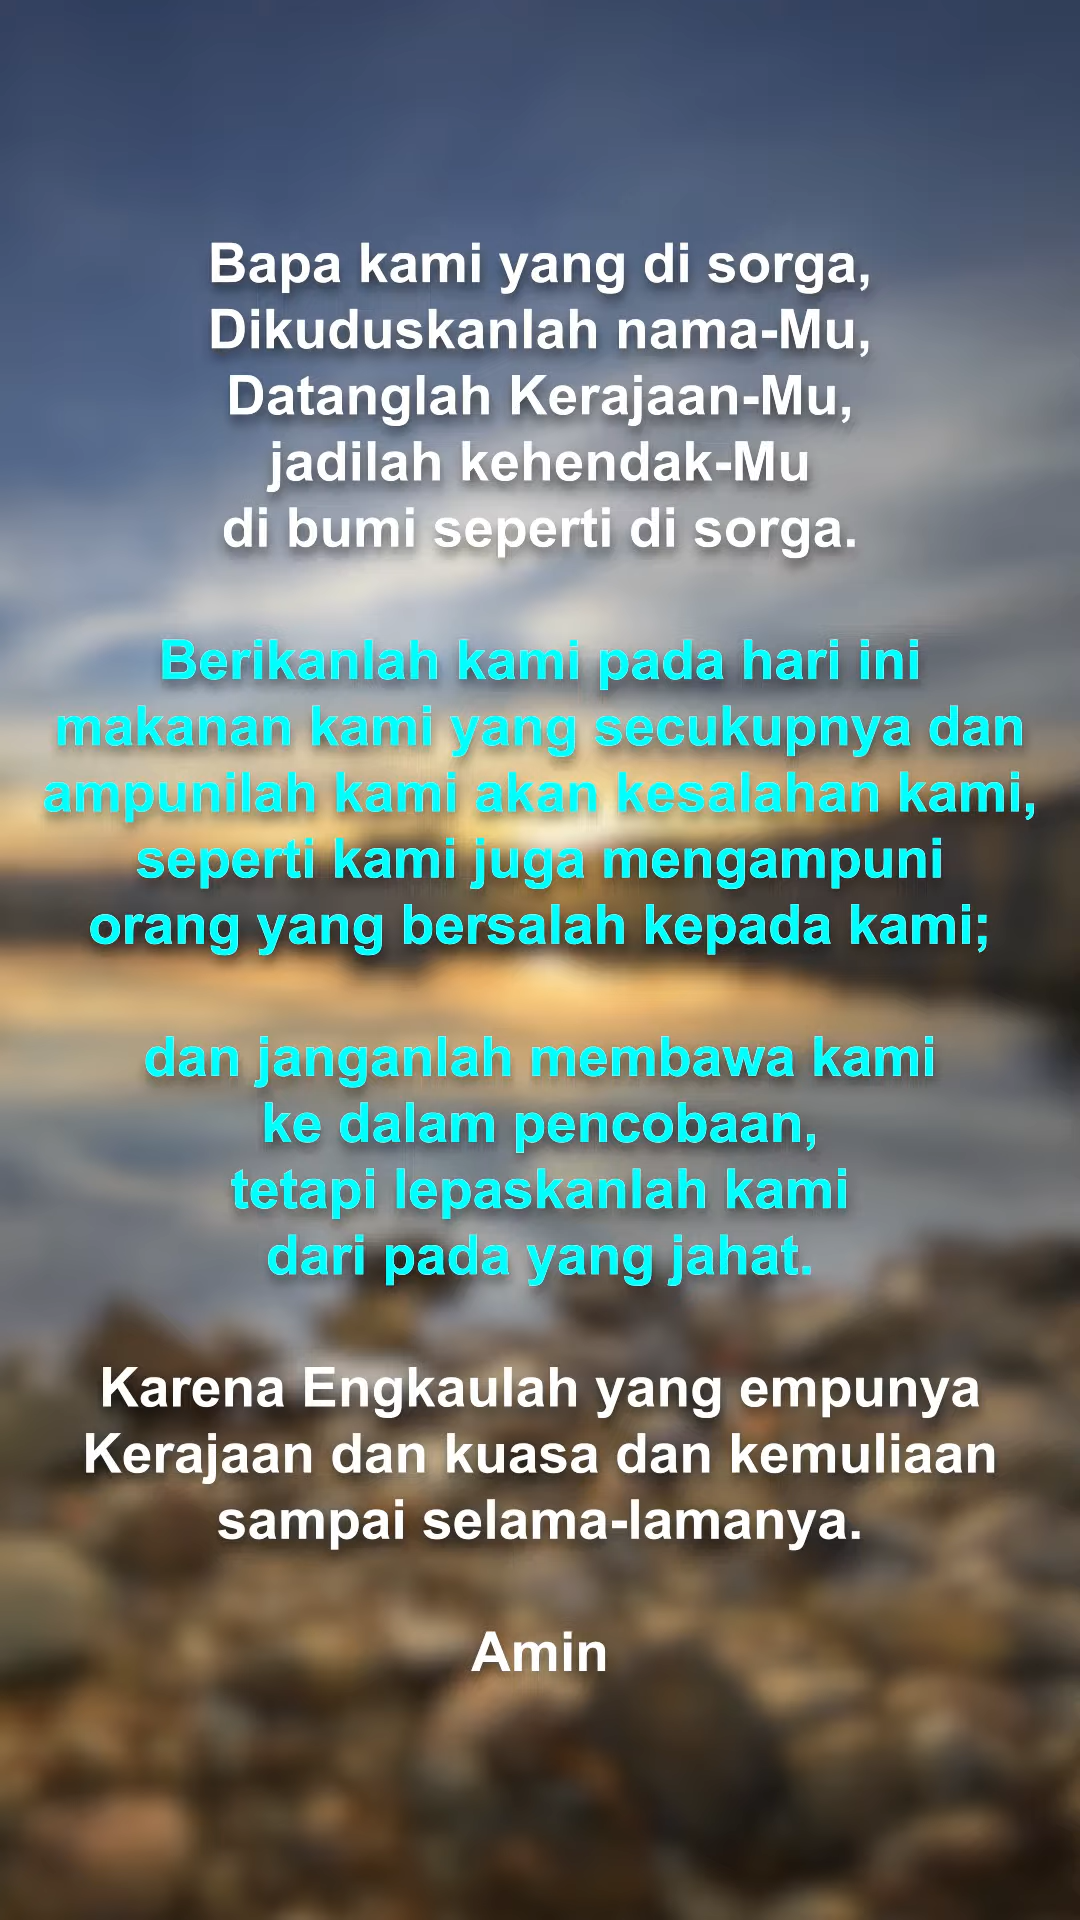 Bapa kami yang di sorga,
Dikuduskanlah nama-Mu,
Datanglah Kerajaan-Mu,
jadilah kehendak-Mu
di bumi seperti di sorga.
Berikanlah kami pada hari ini
makanan kami yang secukupnya dan
ampunilah kami akan kesalahan kami,
seperti kami juga mengampuni
orang yang bersalah kepada kami;
dan janganlah membawa kami
ke dalam pencobaan,
tetapi lepaskanlah kami
dari pada yang jahat.
Karena Engkaulah yang empunya
Kerajaan dan kuasa dan kemuliaan
sampai selama-lamanya.
Amin